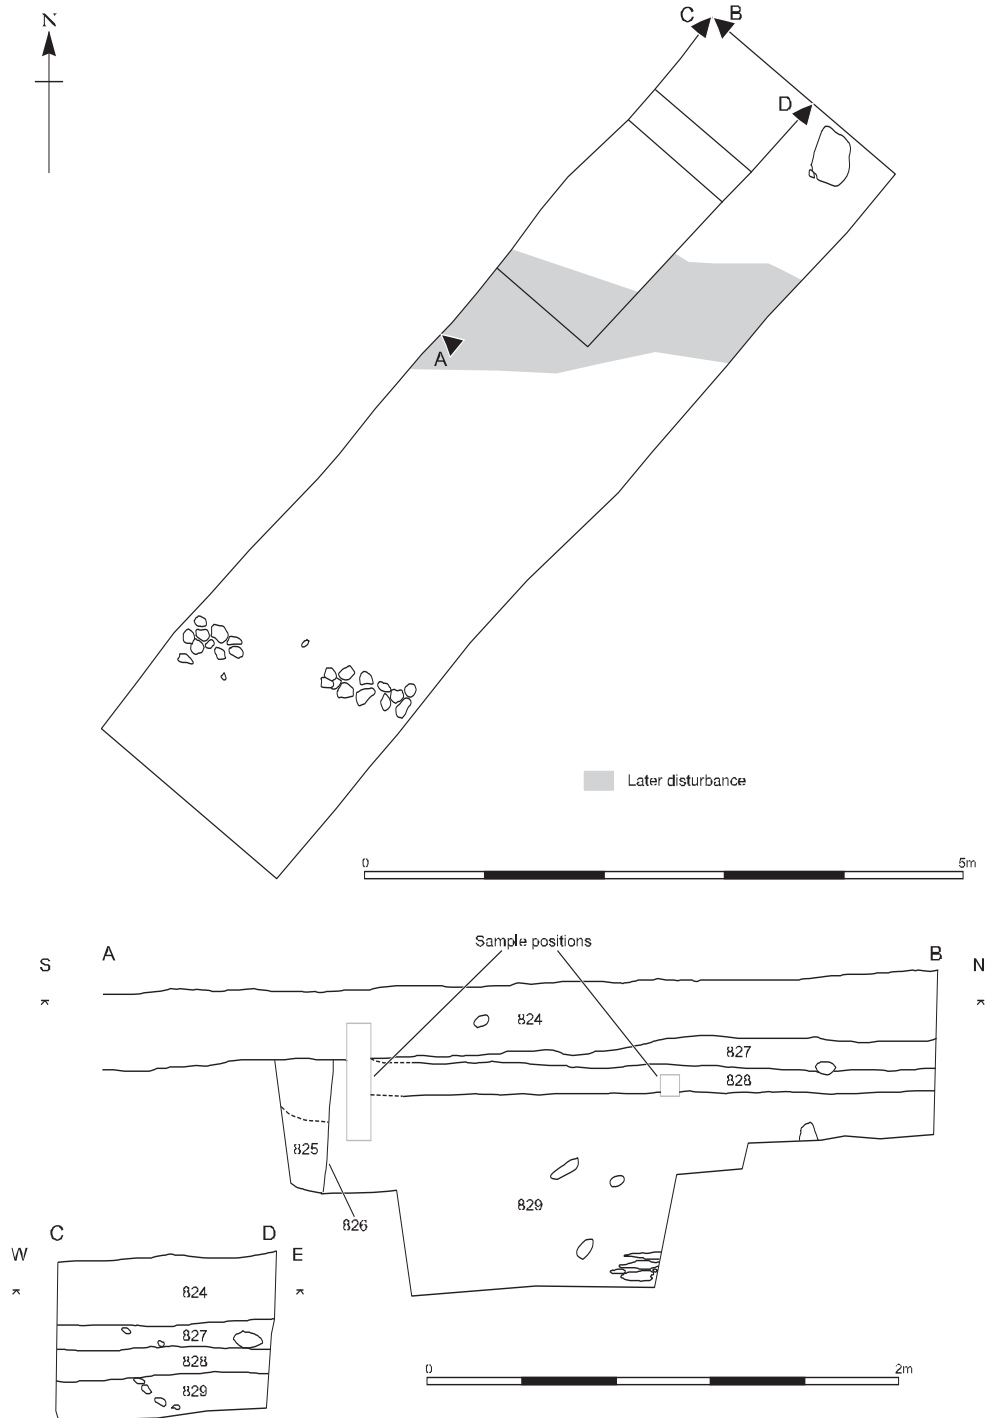 N
C B
D
A
Later disturbance
0 5m
Sample positions
A B
S N
824
827
828
825
829
826
C D
W E
824
827
828
829
0 2m